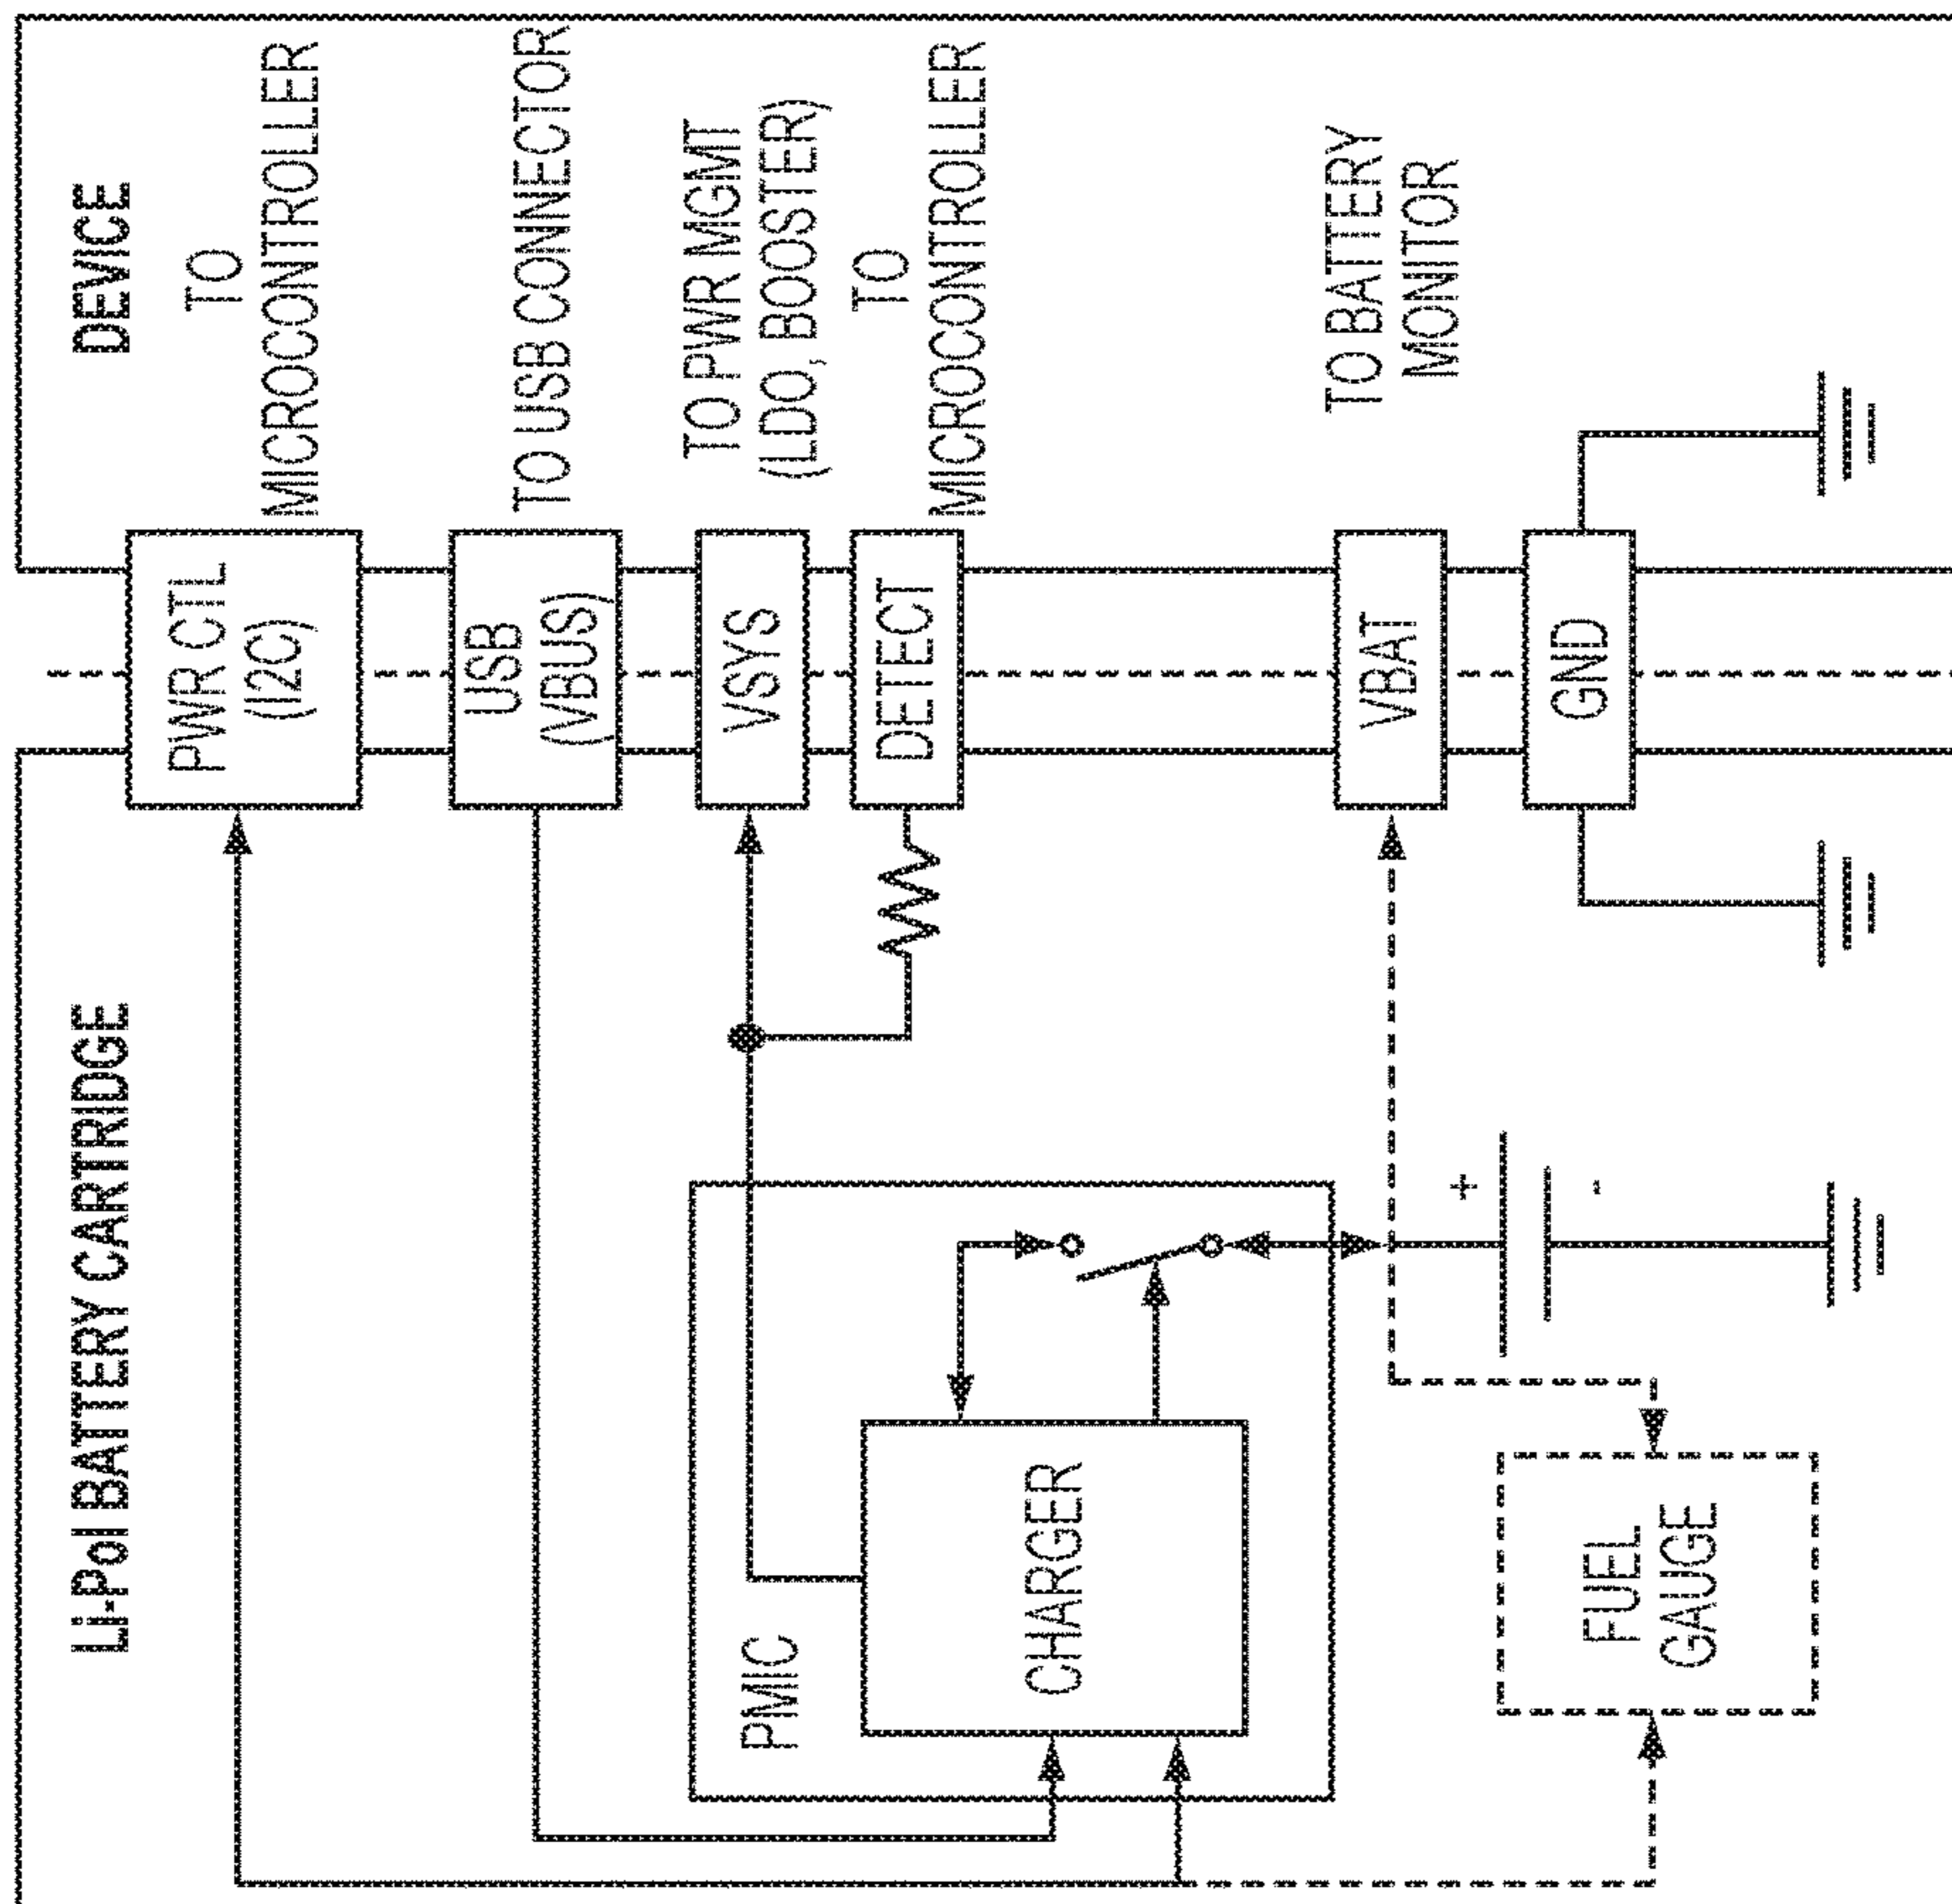 Li-Pol BATTERY CARTRIDGE
DEVICE
PWR CTL
(I2C)
TO
MICROCONTROLLER
USB
(VBUS)
TO USB CONNECTOR
PMIC
VSYS
TO PWR MGMT
(LDO, BOOSTER)
DETECT
TO
MICROCONTROLLER
CHARGER
VBAT
TO BATTERY
MONITOR
+
-
GND
FUEL
GAUGE